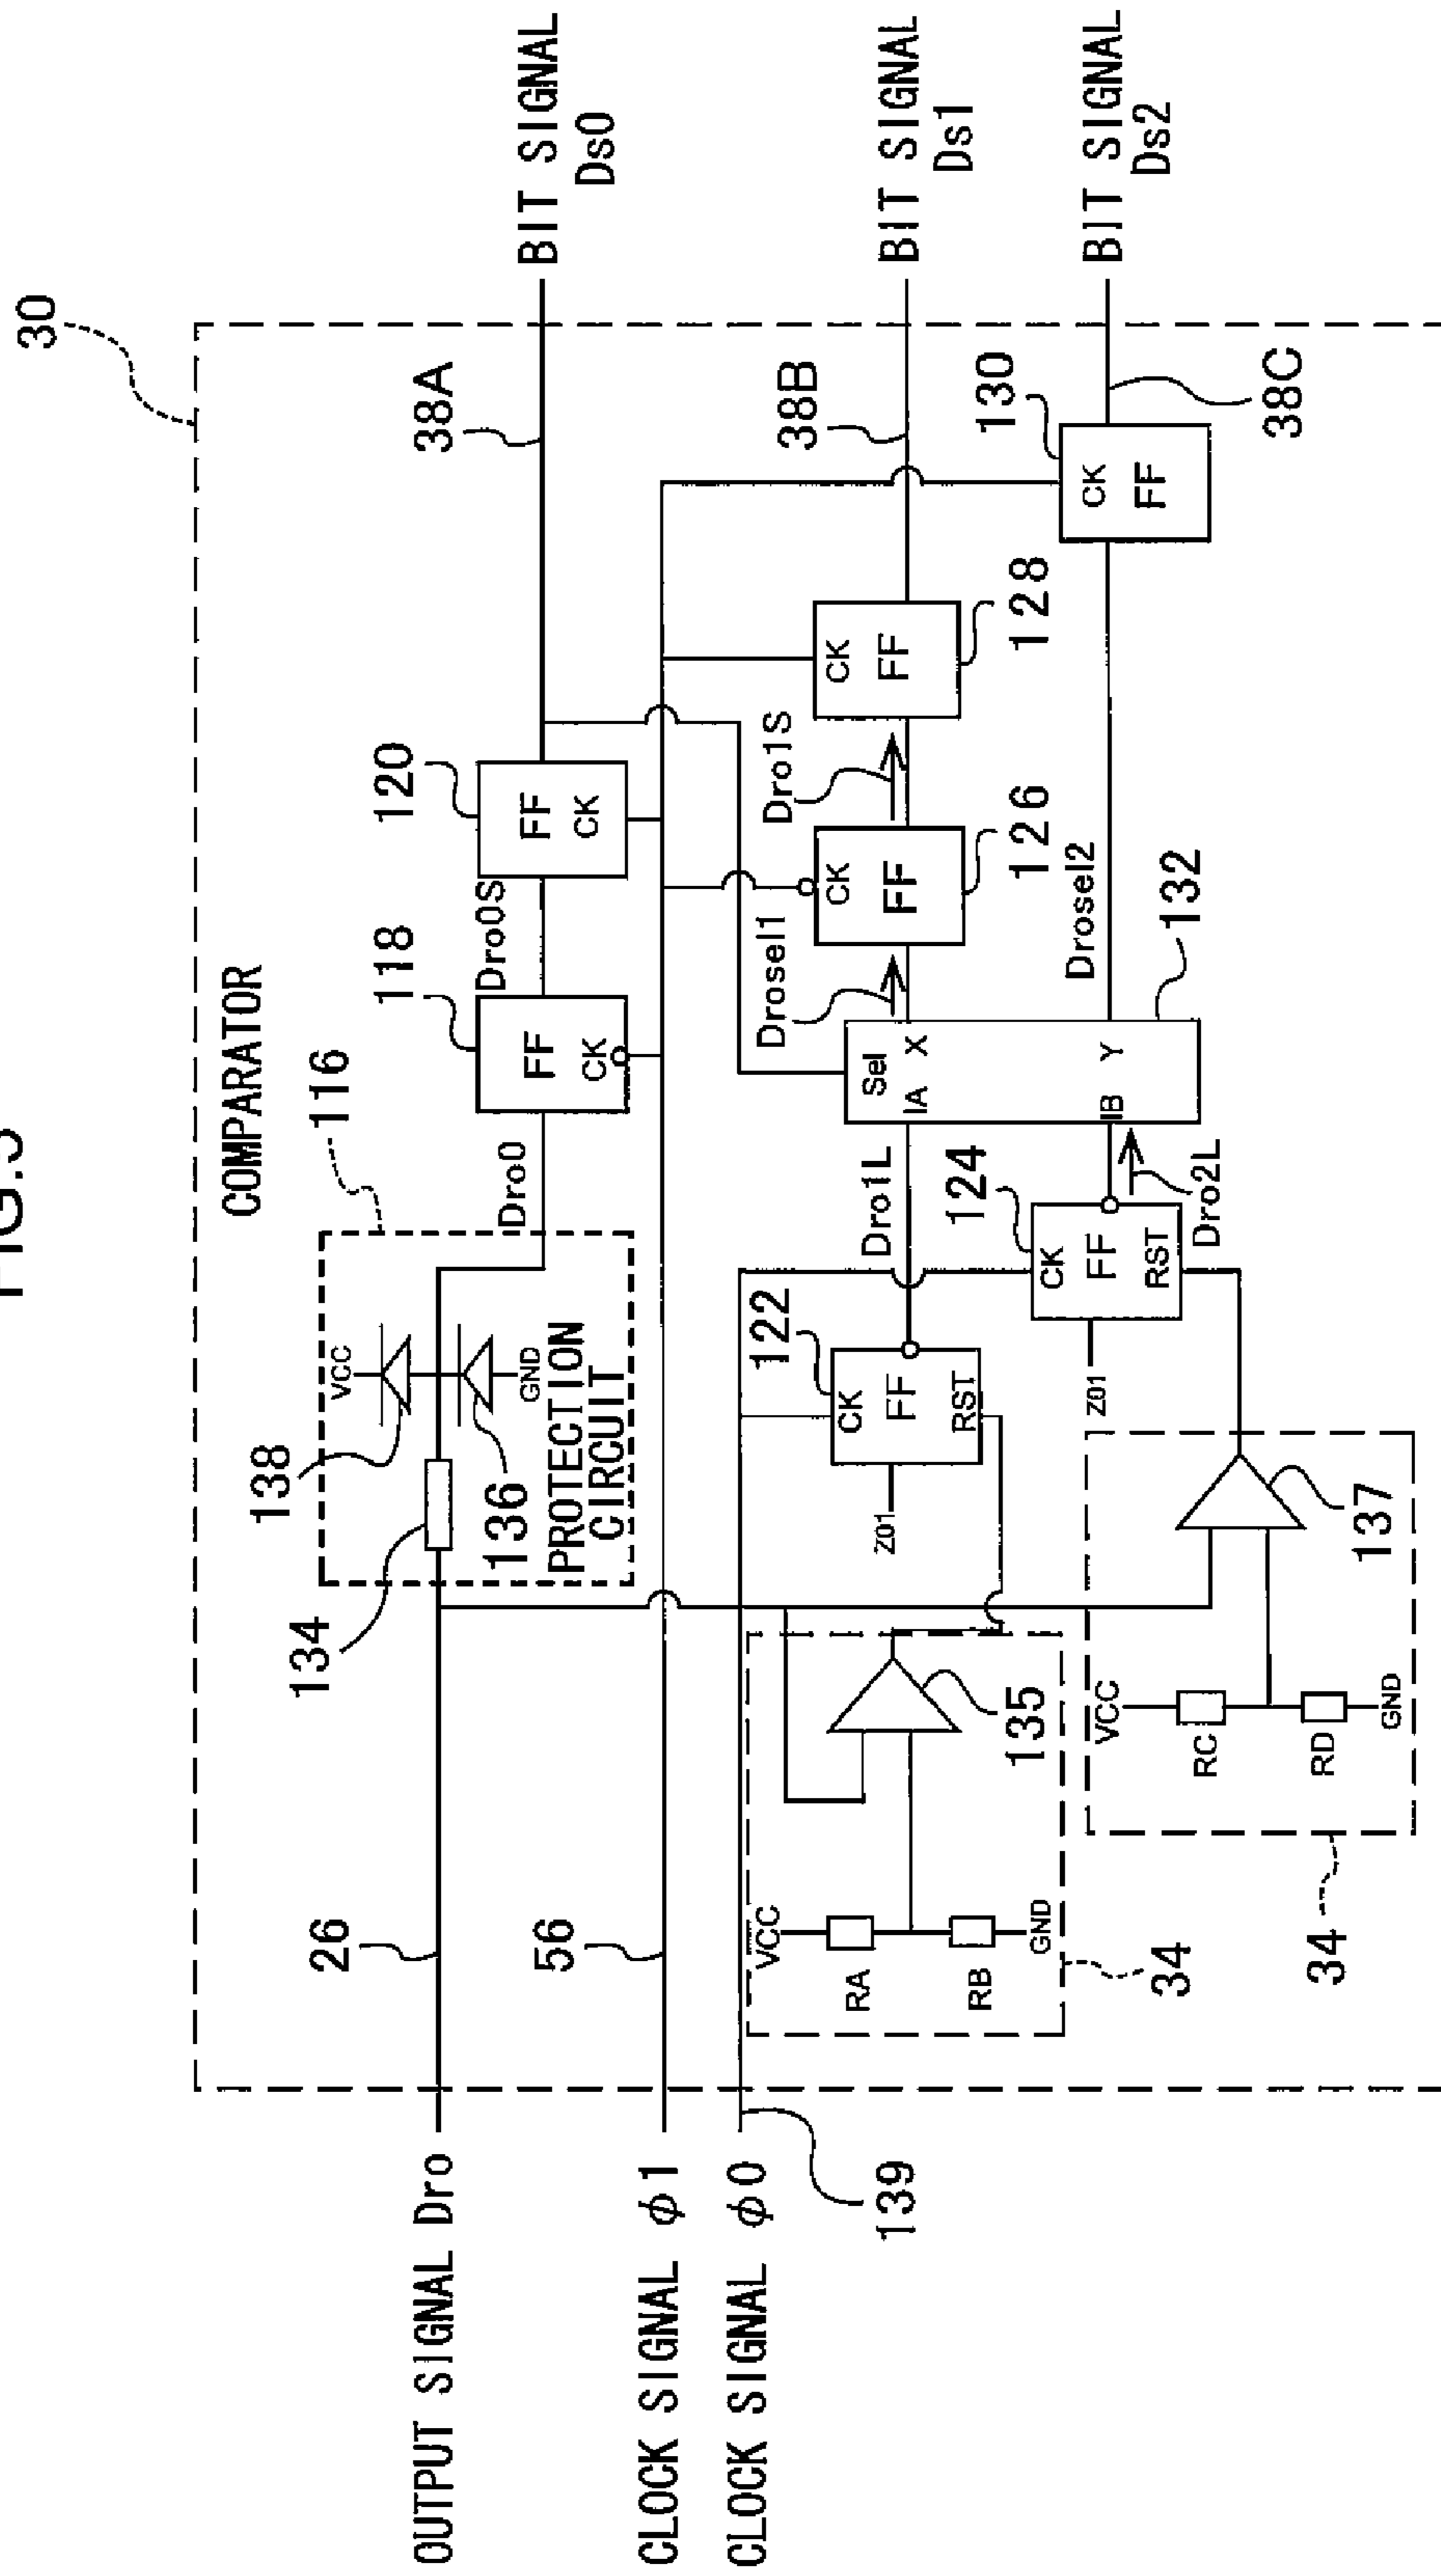 30
COMPARATOR
116
118
120
38A
BIT SIGNAL
Ds0
138
VCC
Dro0
FF
CK
Dro0S
FF
CK
134
136
GND
PROTECTION
CIRCUIT
26
OUTPUT SIGNAL Dro
56
CLOCK SIGNAL φ1
CLOCK SIGNAL φ0
139
VCC
RA
RB
GND
34
135
Z01
122
CK
FF
RST
Dro1L
Sel
IA
X
IB
Y
Drosel1
CK
FF
126
Dro1S
CK
FF
128
38B
BIT SIGNAL
Ds1
VCC
RC
RD
GND
34
137
Z01
124
CK
FF
RST
Dro2L
132
Drosel2
130
CK
FF
38C
BIT SIGNAL
Ds2